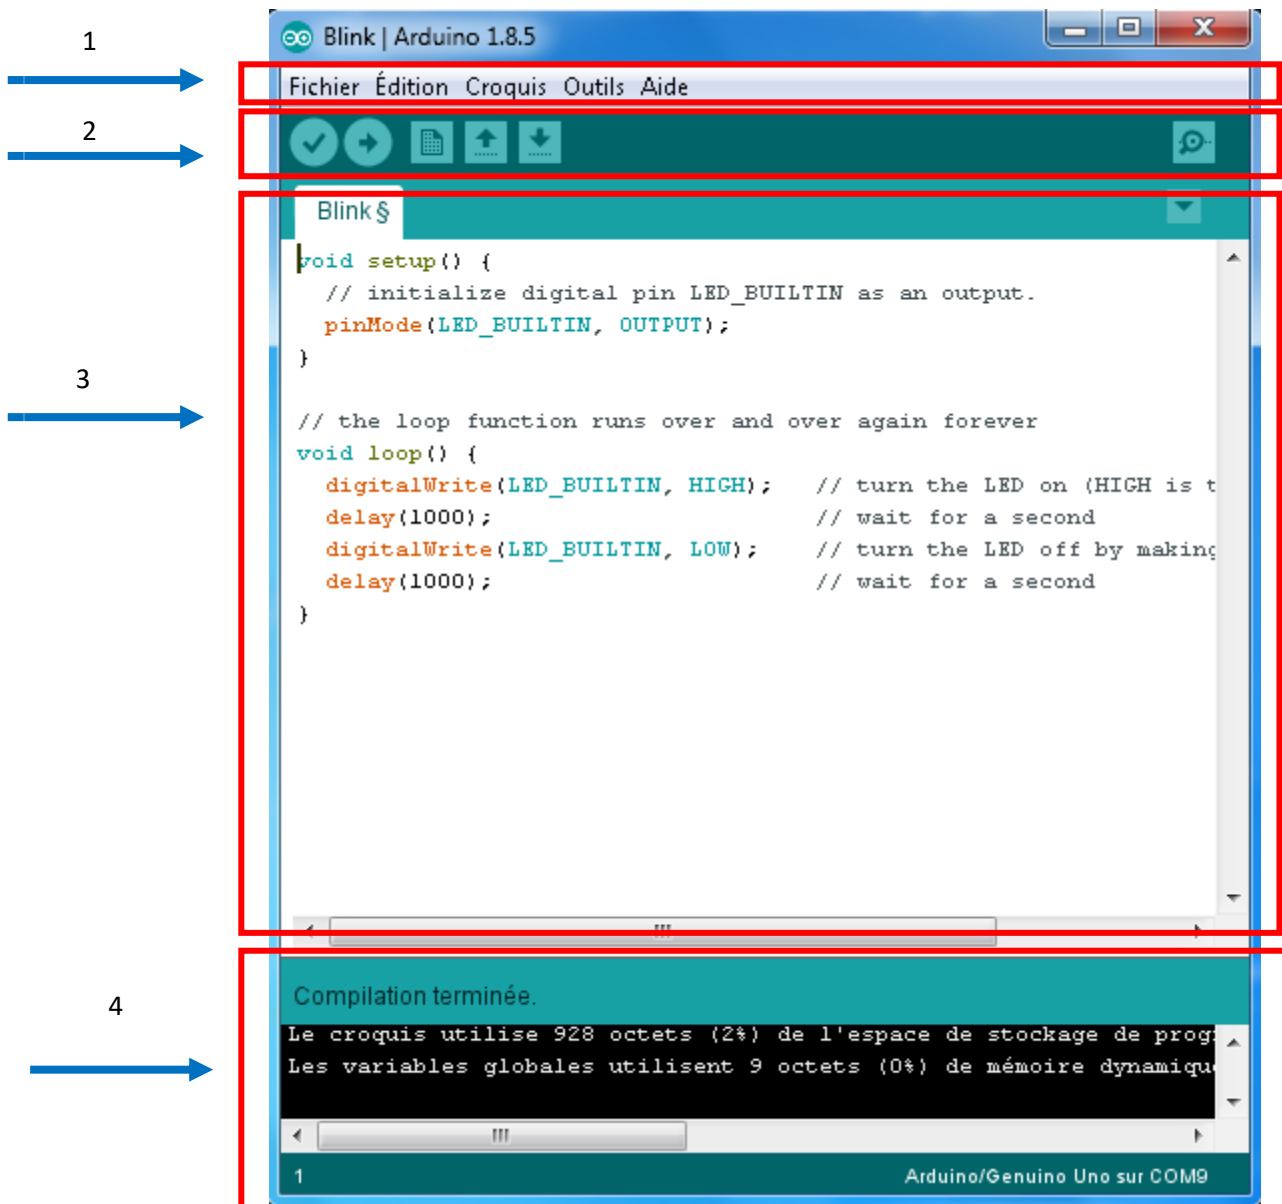 1
Blink | Arduino 1.8.5
Fichier Édition Croquis Outils Aide
2
Blink §
void setup() {
// initialize digital pin LED_BUILTIN as an output.
pinMode(LED_BUILTIN, OUTPUT);
}
3
// the loop function runs over and over again forever
void loop() {
digitalWrite(LED_BUILTIN, HIGH); // turn the LED on (HIGH is t
delay(1000); // wait for a second
digitalWrite(LED_BUILTIN, LOW); // turn the LED off by making
delay(1000); // wait for a second
}
4
Compilation terminée.
Le croquis utilise 928 octets (2%) de l'espace de stockage de prog
Les variables globales utilisent 9 octets (0%) de mémoire dynamiqu
1
Arduino/Genuino Uno sur COM9